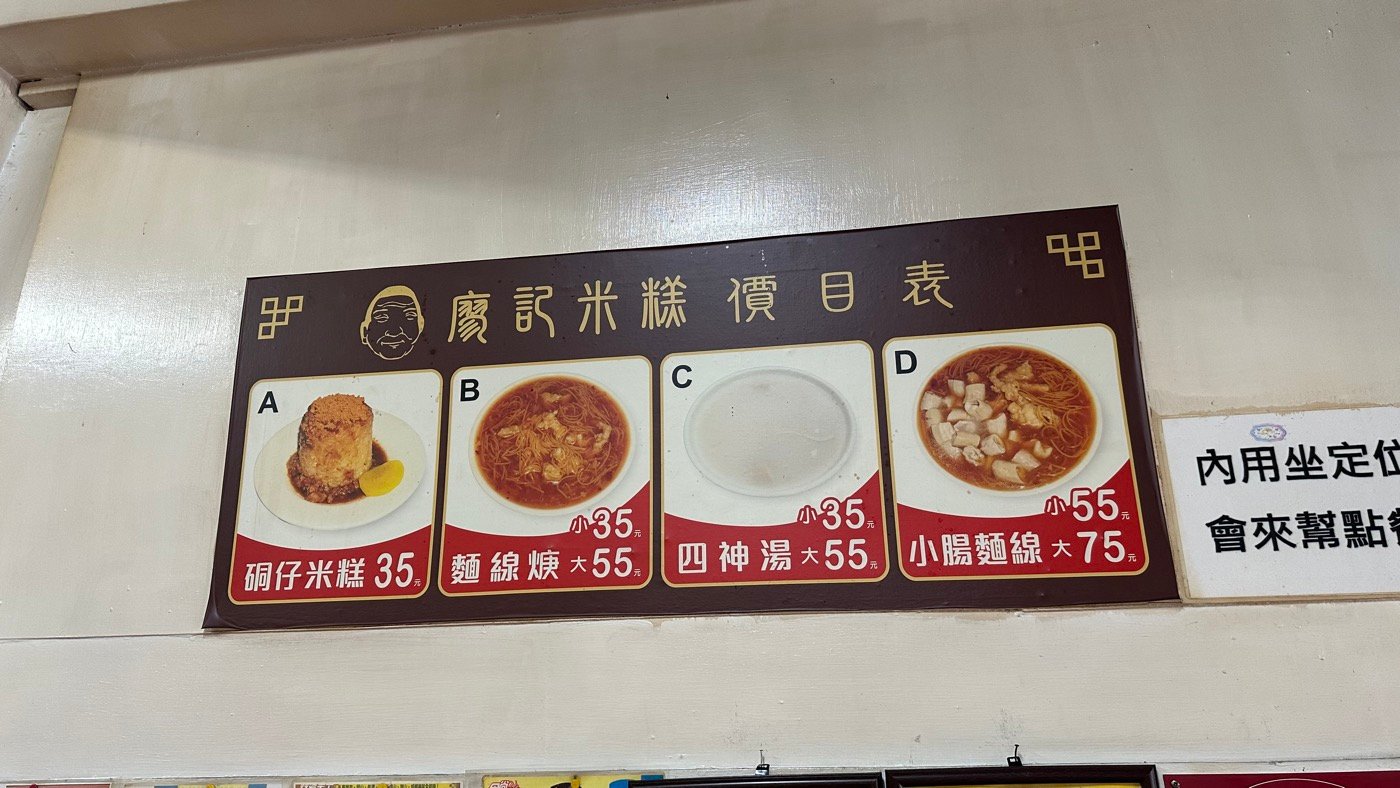 廖記米糕 價目表
A
硐仔米糕 35元
B
小35元
麵線焿 大55元
C
小35元
四神湯 大55元
D
小55元
小腸麵線 大75元
內用坐定位
會來幫點